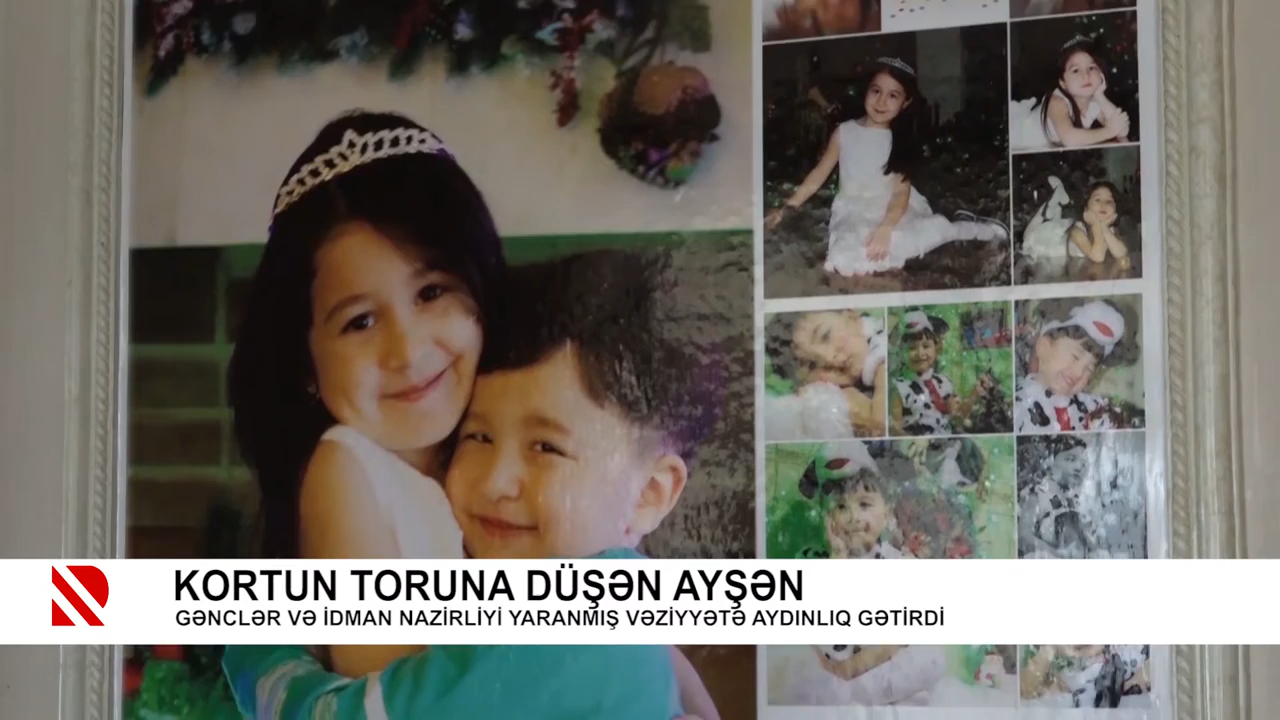 KORTUN TORUNA DÜŞƏN AYŞƏN
GƏNCLƏR VƏ İDMAN NAZİRLİYİ YARANMIŞ VƏZİYYƏTƏ AYDINLIQ GƏTİRDİ